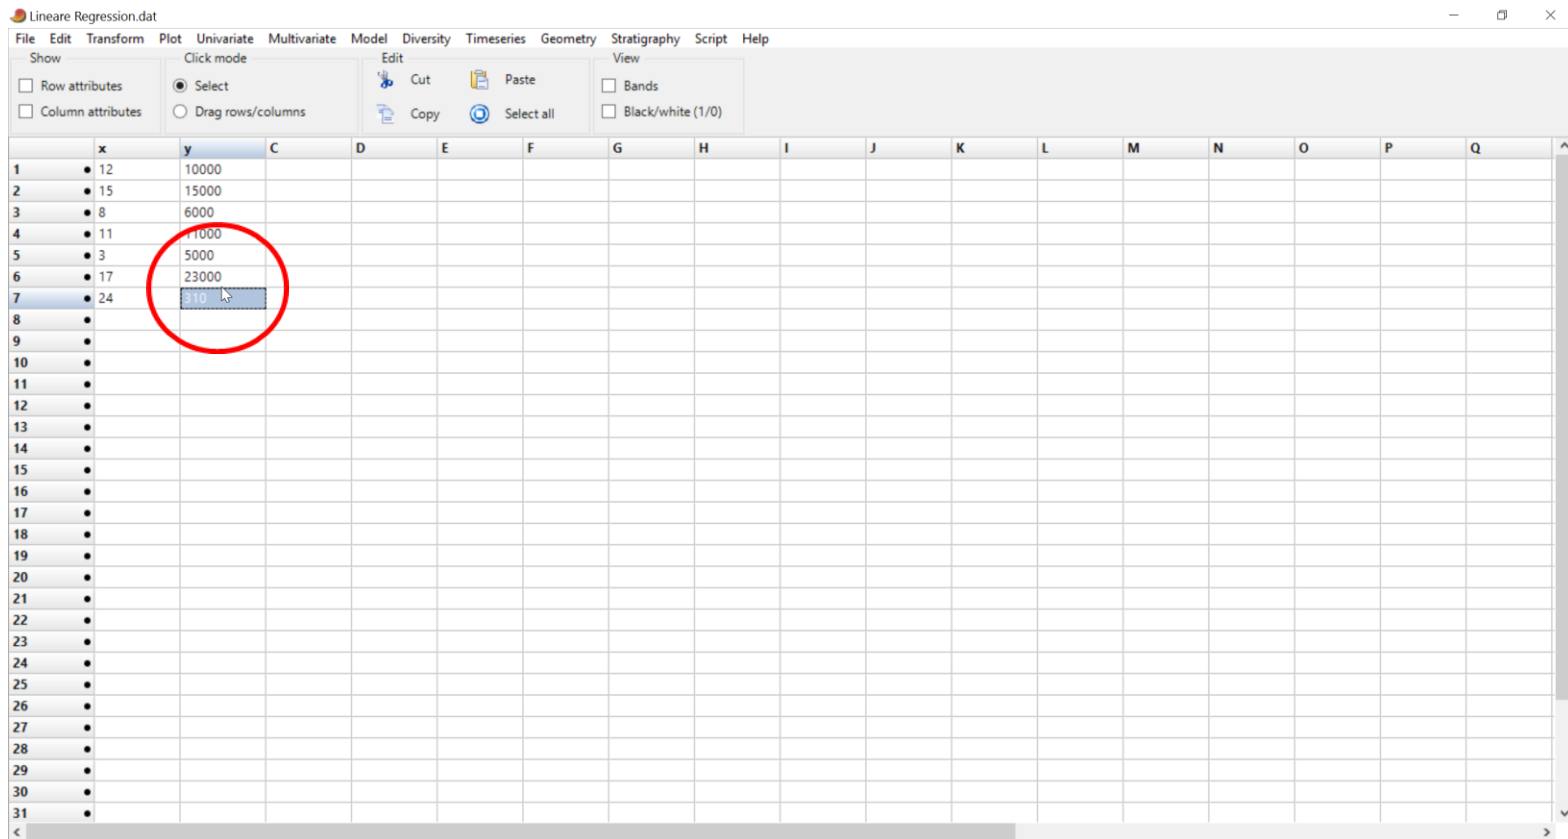 Lineare Regression.dat
File Edit Transform Plot Univariate Multivariate Model Diversity Timeseries Geometry Stratigraphy Script Help
Show Click mode Edit View
Row attributes Select Cut Paste Bands
Column attributes Drag rows/columns Copy Select all Black/white (1/0)
x y C D E F G H I J K L M N O P Q
1 • 12 10000
2 • 15 15000
3 • 8 6000
4 • 11 11000
5 • 3 5000
6 • 17 23000
7 • 24 310
8 •
9 •
10 •
11 •
12 •
13 •
14 •
15 •
16 •
17 •
18 •
19 •
20 •
21 •
22 •
23 •
24 •
25 •
26 •
27 •
28 •
29 •
30 •
31 •